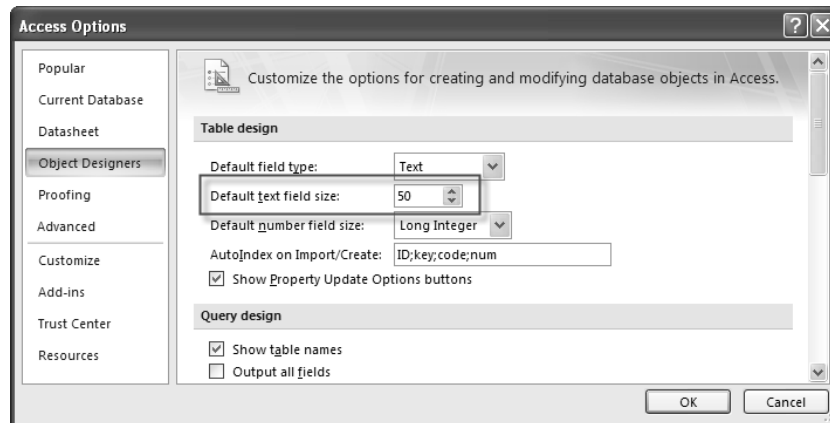 Access Options
Popular
Current Database
Datasheet
Object Designers
Proofing
Advanced
Customize
Add-ins
Trust Center
Resources
Customize the options for creating and modifying database objects in Access.
Table design
Default field type: Text
Default text field size: 50
Default number field size: Long Integer
AutoIndex on Import/Create: ID;key;code;num
Show Property Update Options buttons
Query design
Show table names
Output all fields
OK Cancel